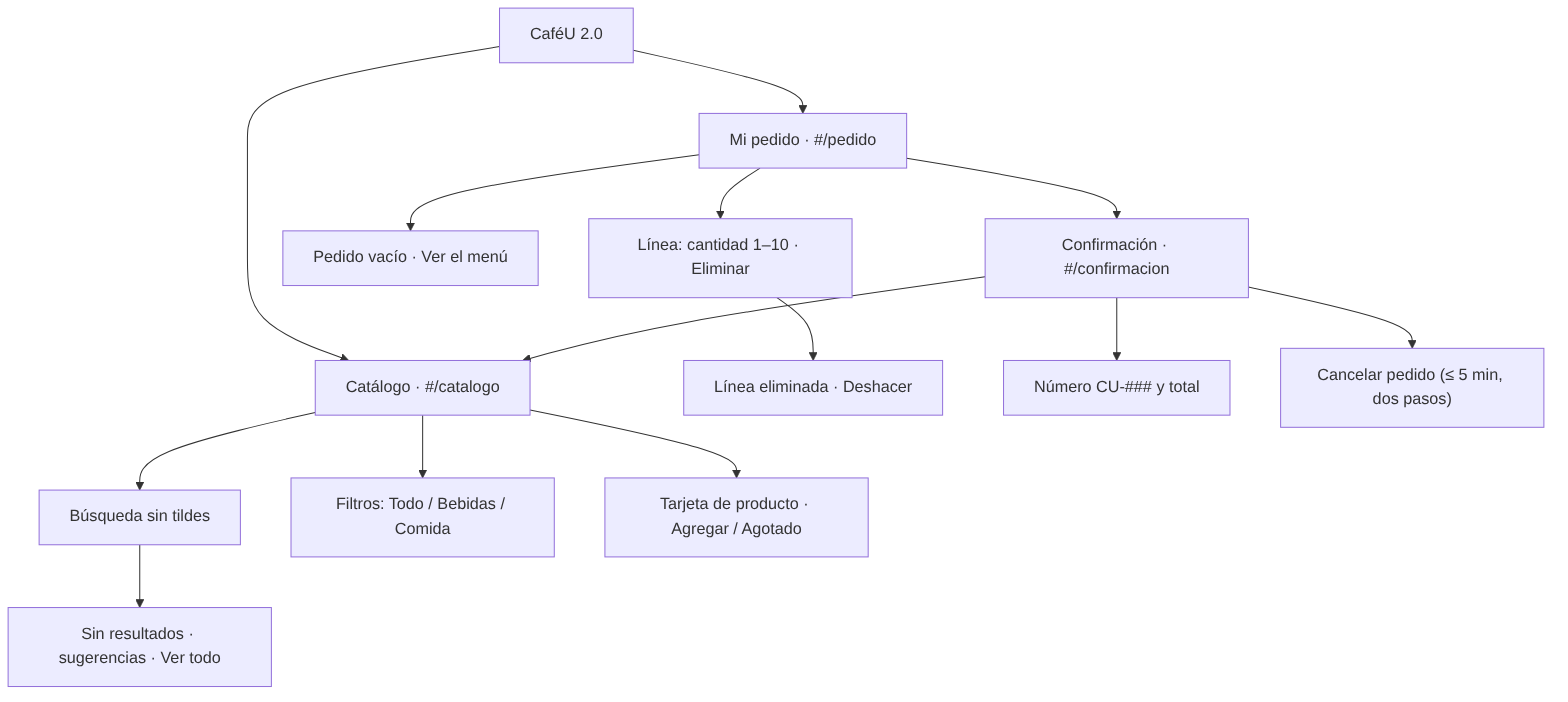 CaféU 2.0
Mi pedido · #/pedido
Pedido vacío · Ver el menú
Línea: cantidad 1–10 ·
Eliminar
Confirmación ·
#/confirmacion
Catálogo · #/catalogo
Línea eliminada · Deshacer
Número CU-### y total
Cancelar pedido (≤ 5 min,
dos pasos)
Búsqueda sin tildes
Filtros: Todo / Bebidas /
Comida
Tarjeta de producto ·
Agregar / Agotado
Sin resultados ·
sugerencias · Ver todo